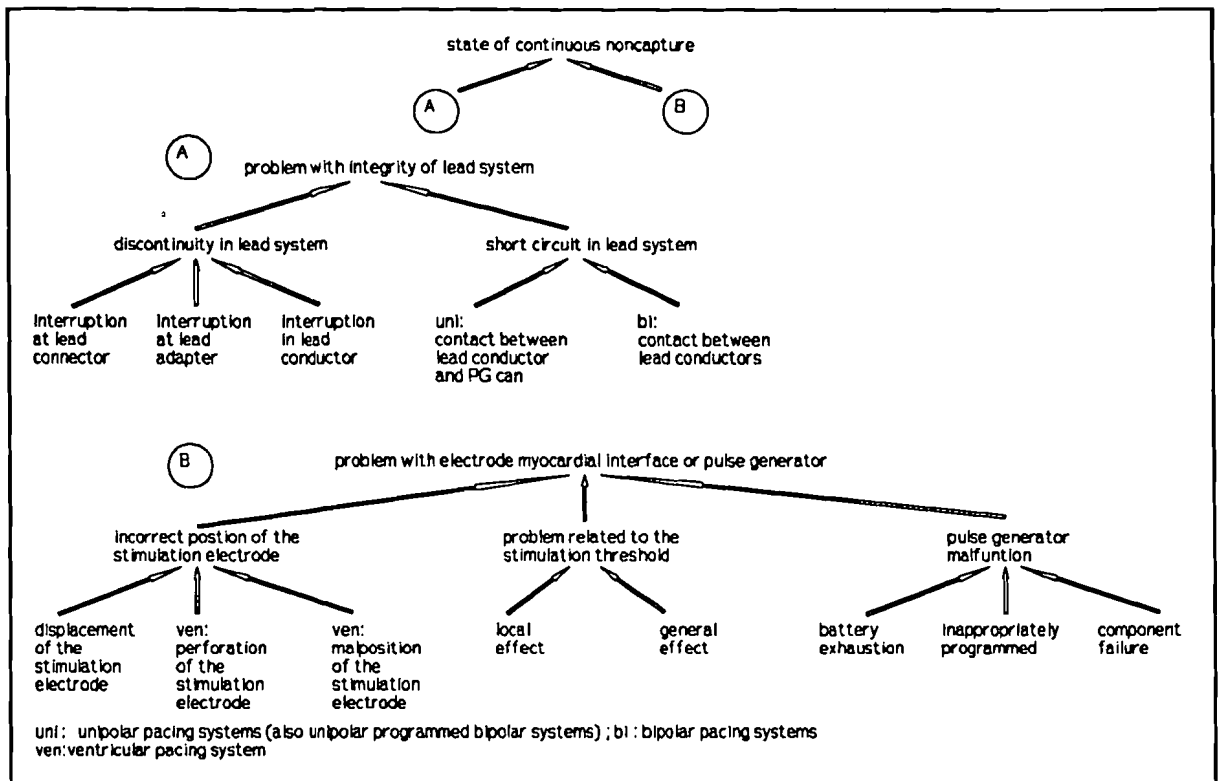 state of continuous noncapture
A
B
A
problem with integrity of lead system
discontinuity in lead system
short circuit in lead system
interruption at lead connector
interruption at lead adapter
interruption in lead conductor
uni: contact between lead conductor and PG can
bi: contact between lead conductors
B
problem with electrode myocardial interface or pulse generator
incorrect postion of the stimulation electrode
problem related to the stimulation threshold
pulse generator malfuntion
displacement of the stimulation electrode
ven: perforation of the stimulation electrode
ven: malposition of the stimulation electrode
local effect
general effect
battery exhaustion
inappropriately programmed
component failure
uni: unipolar pacing systems (also unipolar programmed bipolar systems) ; bi : bipolar pacing systems
ven:ventricular pacing system